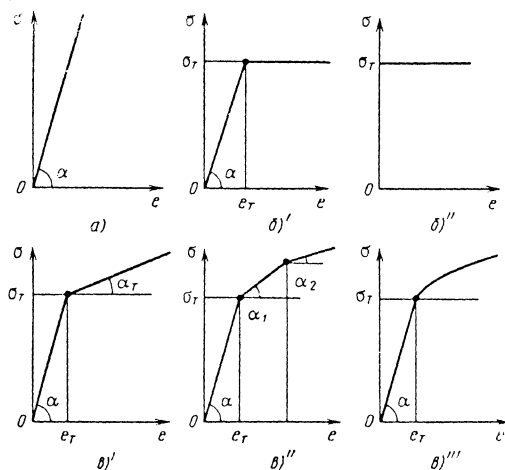 σ σ σ
σт σт
α α
0 0 0
e eт e e
а) б)′ б)″
σ σ σ
σт αт σт α₁ α₂ σт
α α α
0 0 0
eт e eт e eт
в)′ в)″ в)‴